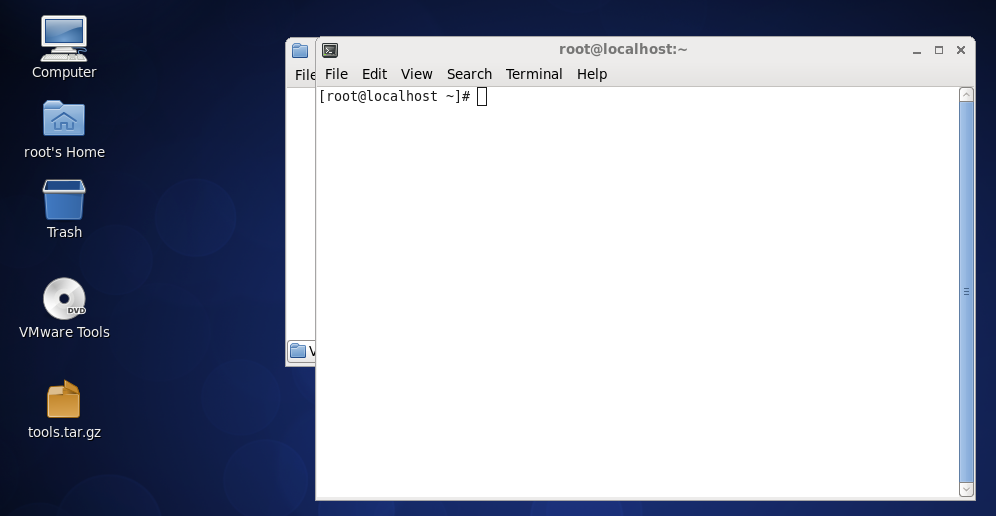 Computer
root's Home
Trash
VMware Tools
DVD
tools.tar.gz
File
root@localhost:~
File Edit View Search Terminal Help
[root@localhost ~]#
V